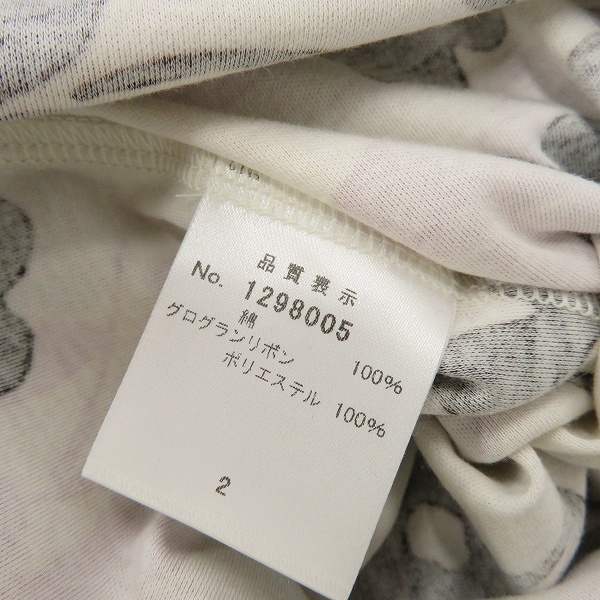 品質表示
No. 1298005
綿 100%
グログランリボン
ポリエステル 100%
2